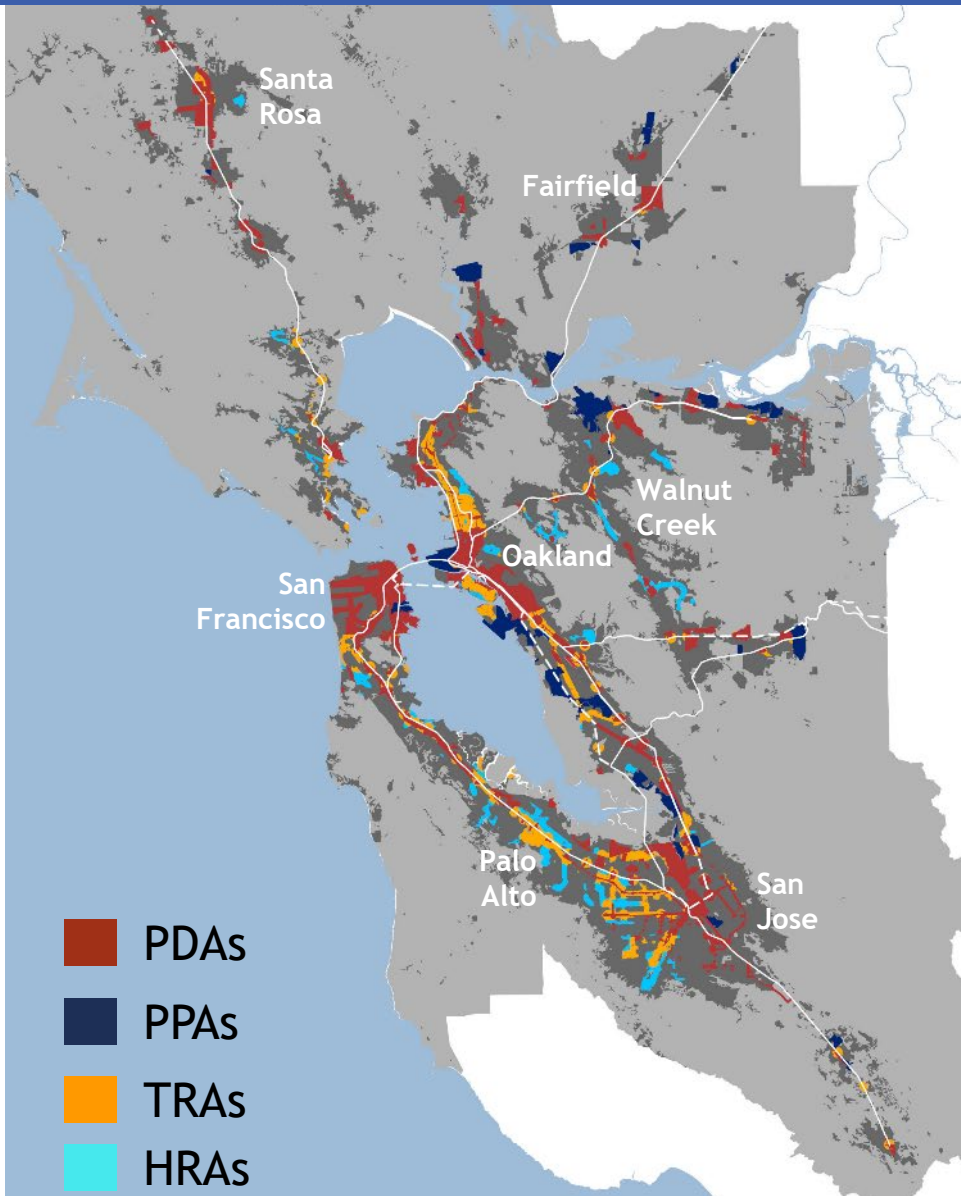 Santa
Rosa
Fairfield
Walnut
Creek
Oakland
San
Francisco
Palo
Alto
San
Jose
PDAs
PPAs
TRAs
HRAs